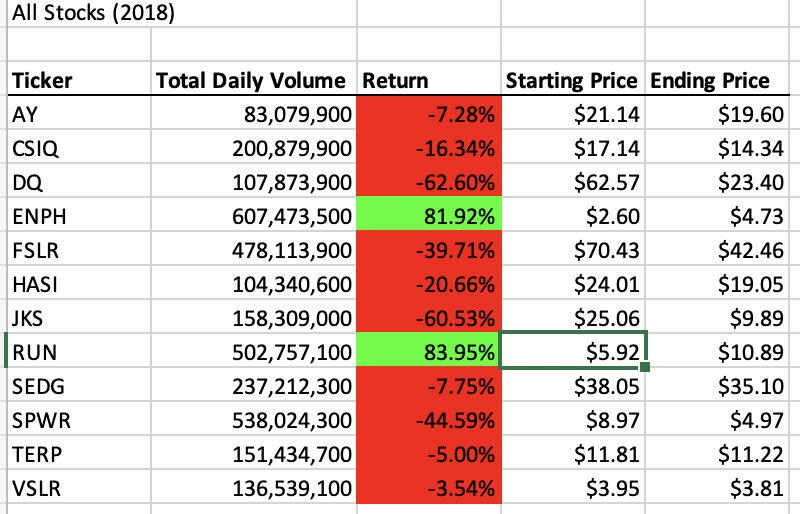 All Stocks (2018)
Ticker Total Daily Volume Return Starting Price Ending Price
AY 83,079,900 -7.28% $21.14 $19.60
CSIQ 200,879,900 -16.34% $17.14 $14.34
DQ 107,873,900 -62.60% $62.57 $23.40
ENPH 607,473,500 81.92% $2.60 $4.73
FSLR 478,113,900 -39.71% $70.43 $42.46
HASI 104,340,600 -20.66% $24.01 $19.05
JKS 158,309,000 -60.53% $25.06 $9.89
RUN 502,757,100 83.95% $5.92 $10.89
SEDG 237,212,300 -7.75% $38.05 $35.10
SPWR 538,024,300 -44.59% $8.97 $4.97
TERP 151,434,700 -5.00% $11.81 $11.22
VSLR 136,539,100 -3.54% $3.95 $3.81